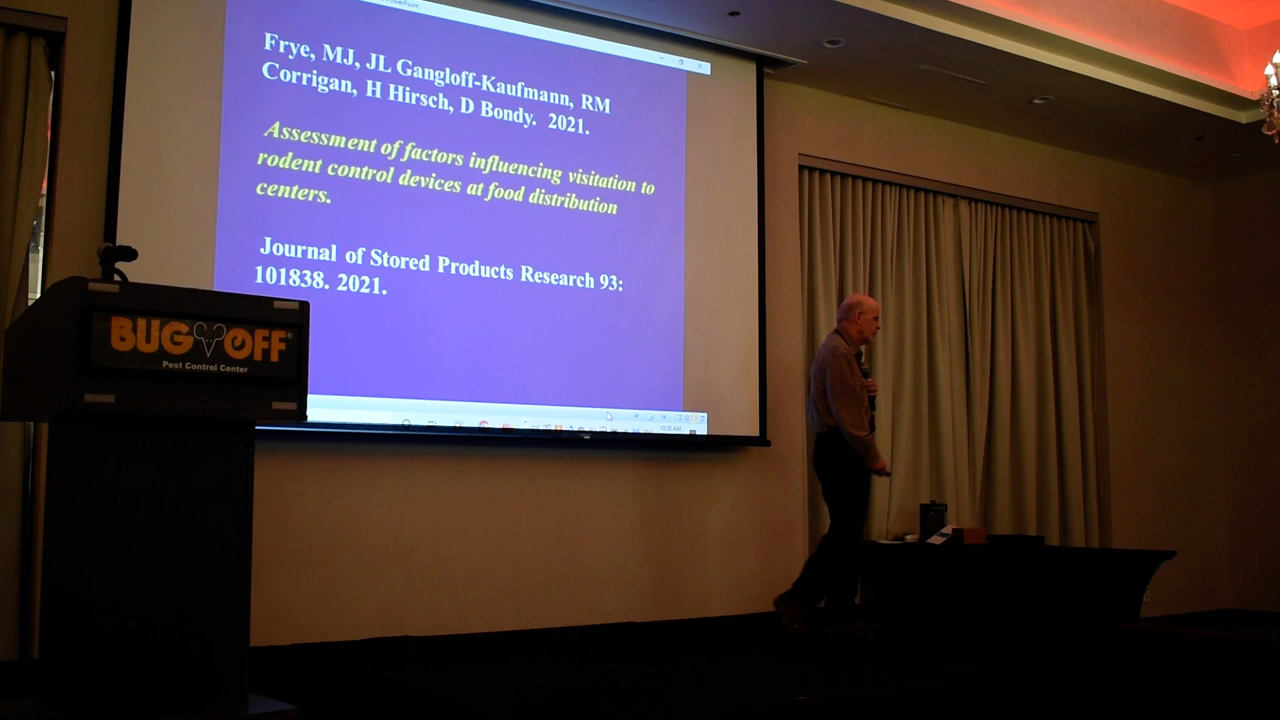 PowerPoint
Frye, MJ, JL Gangloff-Kaufmann, RM
Corrigan, H Hirsch, D Bondy. 2021.
Assessment of factors influencing visitation to
rodent control devices at food distribution
centers.
Journal of Stored Products Research 93:
101838. 2021.
BUG OFF®
Pest Control Center